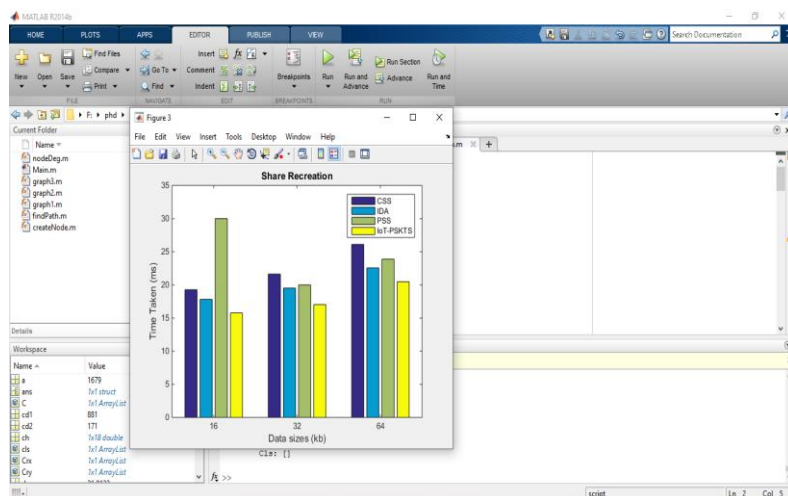 MATLAB R2014b
HOME PLOTS APPS EDITOR PUBLISH VIEW
Search Documentation
New Open Save
Find Files
Compare
Print
Go To
Find
Insert
Comment
Indent
Breakpoints
Run
Run and Advance
Run Section
Advance
Run and Time
FILE NAVIGATE EDIT BREAKPOINTS RUN
F: phd
Current Folder
Name
nodeDeg.m
Main.m
graph3.m
graph2.m
graph1.m
findPath.m
createNode.m
Details
Workspace
Name Value
a 1679
ans 1x1 struct
C 1x1 ArrayList
cd1 881
cd2 171
ch 1x18 double
cls 1x1 ArrayList
Crx 1x1 ArrayList
Cry 1x1 ArrayList
Figure 3
File Edit View Insert Tools Desktop Window Help
Share Recreation
CSS
IDA
PSS
IoT-PSKTS
Time Taken (ms)
35
30
25
20
15
10
5
0
16 32 64
Data sizes (kb)
Cls: []
fx >>
script Ln 2 Col 5